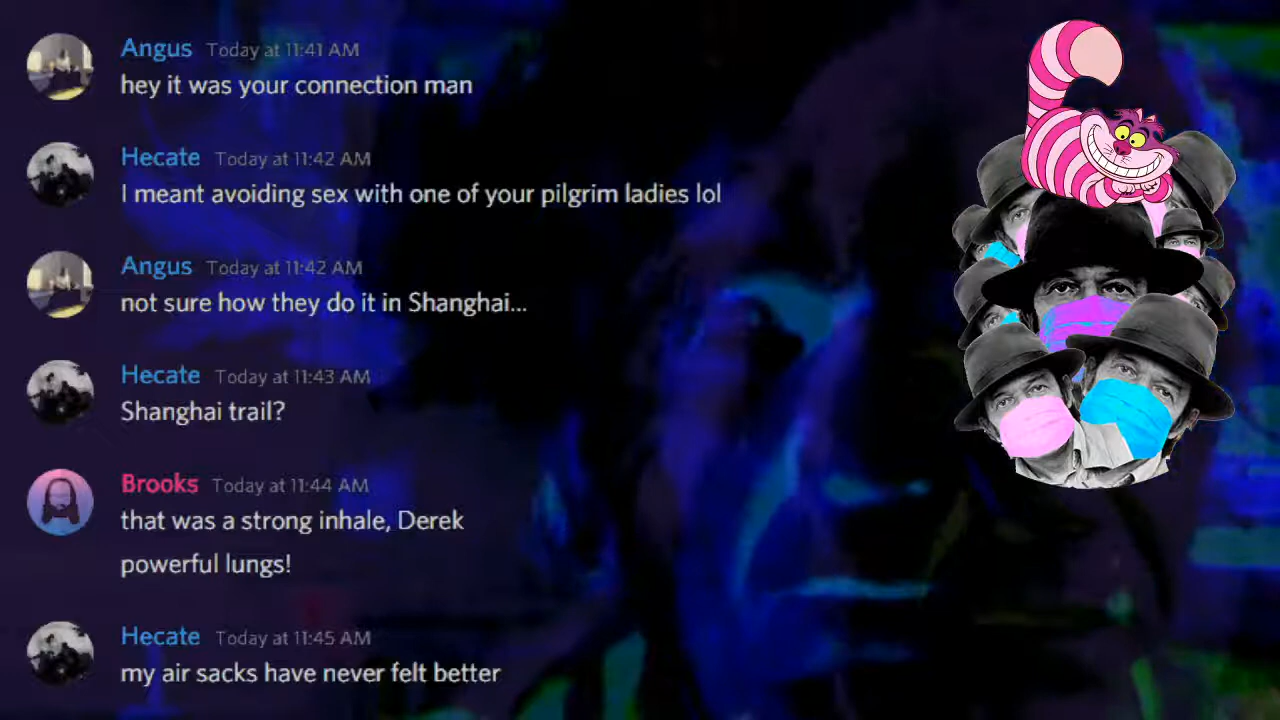 Angus Today at 11:41 AM
hey it was your connection man
Hecate Today at 11:42 AM
I meant avoiding sex with one of your pilgrim ladies lol
Angus Today at 11:42 AM
not sure how they do it in Shanghai...
Hecate Today at 11:43 AM
Shanghai trail?
Brooks Today at 11:44 AM
that was a strong inhale, Derek
powerful lungs!
Hecate Today at 11:45 AM
my air sacks have never felt better